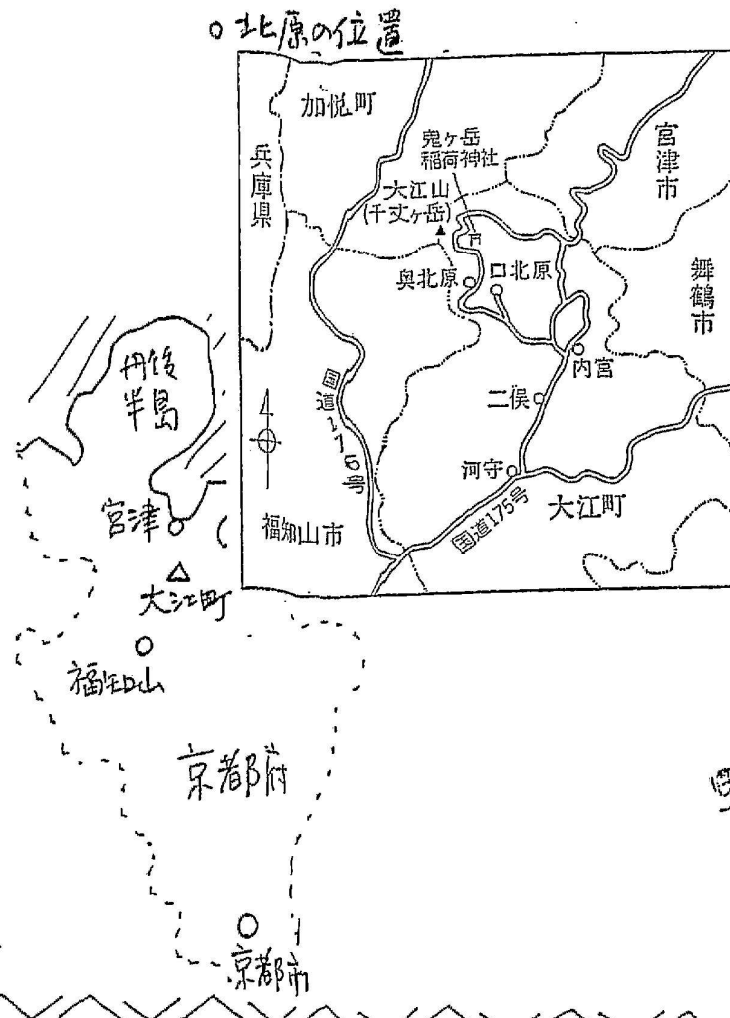 ○北原の位置
加悦町
兵庫県
鬼ヶ岳
稲荷神社
大江山
(千丈ヶ岳)
宮津市
舞鶴市
奥北原
口北原
内宮
二俣
河守
国道175号
国道175号
大江町
福知山市
丹後
半島
宮津
大江町
福知山
京都府
京都市